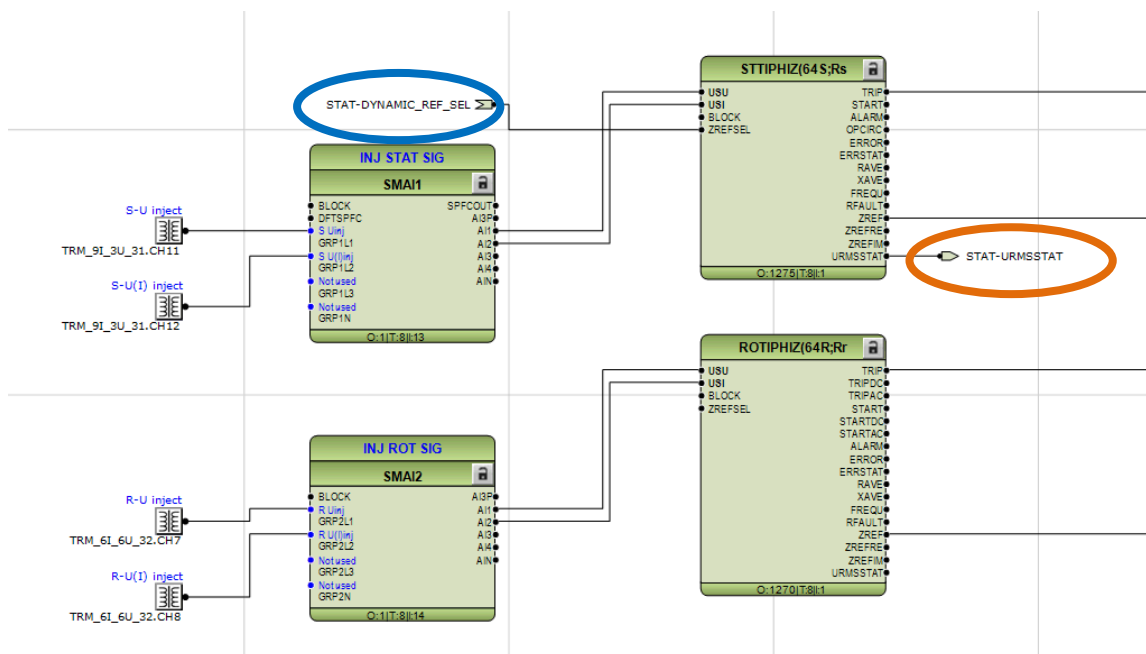 STAT-DYNAMIC_REF_SEL
INJ STAT SIG
SMAI1
BLOCK
DFTSPFC
S Uinj
GRP1L1
S U(I)inj
GRP1L2
Not used
GRP1L3
Not used
GRP1N
SPFCOUT
AI3P
AI1
AI2
AI3
AI4
AIN
O:1|T:8|I:13
S-U inject
TRM_9I_3U_31.CH11
S-U(I) inject
TRM_9I_3U_31.CH12
STTIPHIZ(64S;Rs
USU
USI
BLOCK
ZREFSEL
TRIP
START
ALARM
OPCIRC
ERROR
ERRSTAT
RAVE
XAVE
FREQU
RFAULT
ZREF
ZREFRE
ZREFIM
URMSSTAT
O:1275|T:8|I:1
STAT-URMSSTAT
ROTIPHIZ(64R;Rr
USU
USI
BLOCK
ZREFSEL
TRIP
TRIPDC
TRIPAC
START
STARTDC
STARTAC
ALARM
ERROR
ERRSTAT
RAVE
XAVE
FREQU
RFAULT
ZREF
ZREFRE
ZREFIM
URMSSTAT
O:1270|T:8|I:1
INJ ROT SIG
SMAI2
BLOCK
R Uinj
GRP2L1
R U(I)inj
GRP2L2
Not used
GRP2L3
Not used
GRP2N
AI3P
AI1
AI2
AI3
AI4
AIN
O:1|T:8|I:14
R-U inject
TRM_6I_6U_32.CH7
R-U(I) inject
TRM_6I_6U_32.CH8